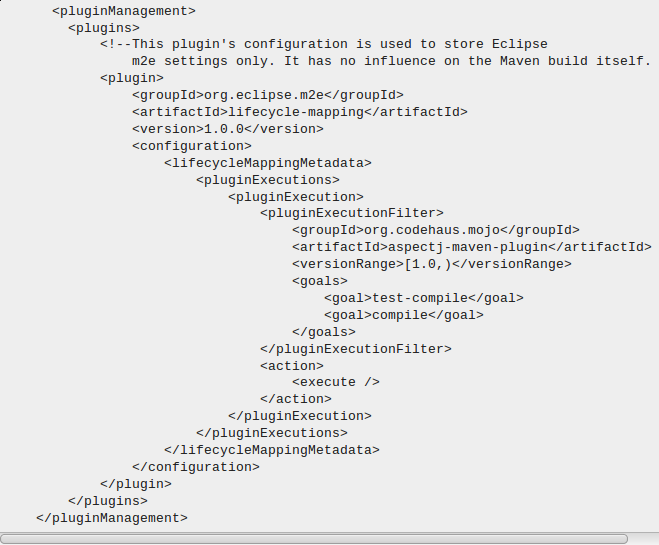 <pluginManagement>
<plugins>
<!--This plugin's configuration is used to store Eclipse
m2e settings only. It has no influence on the Maven build itself.
<plugin>
<groupId>org.eclipse.m2e</groupId>
<artifactId>lifecycle-mapping</artifactId>
<version>1.0.0</version>
<configuration>
<lifecycleMappingMetadata>
<pluginExecutions>
<pluginExecution>
<pluginExecutionFilter>
<groupId>org.codehaus.mojo</groupId>
<artifactId>aspectj-maven-plugin</artifactId>
<versionRange>[1.0,)</versionRange>
<goals>
<goal>test-compile</goal>
<goal>compile</goal>
</goals>
</pluginExecutionFilter>
<action>
<execute />
</action>
</pluginExecution>
</pluginExecutions>
</lifecycleMappingMetadata>
</configuration>
</plugin>
</plugins>
</pluginManagement>